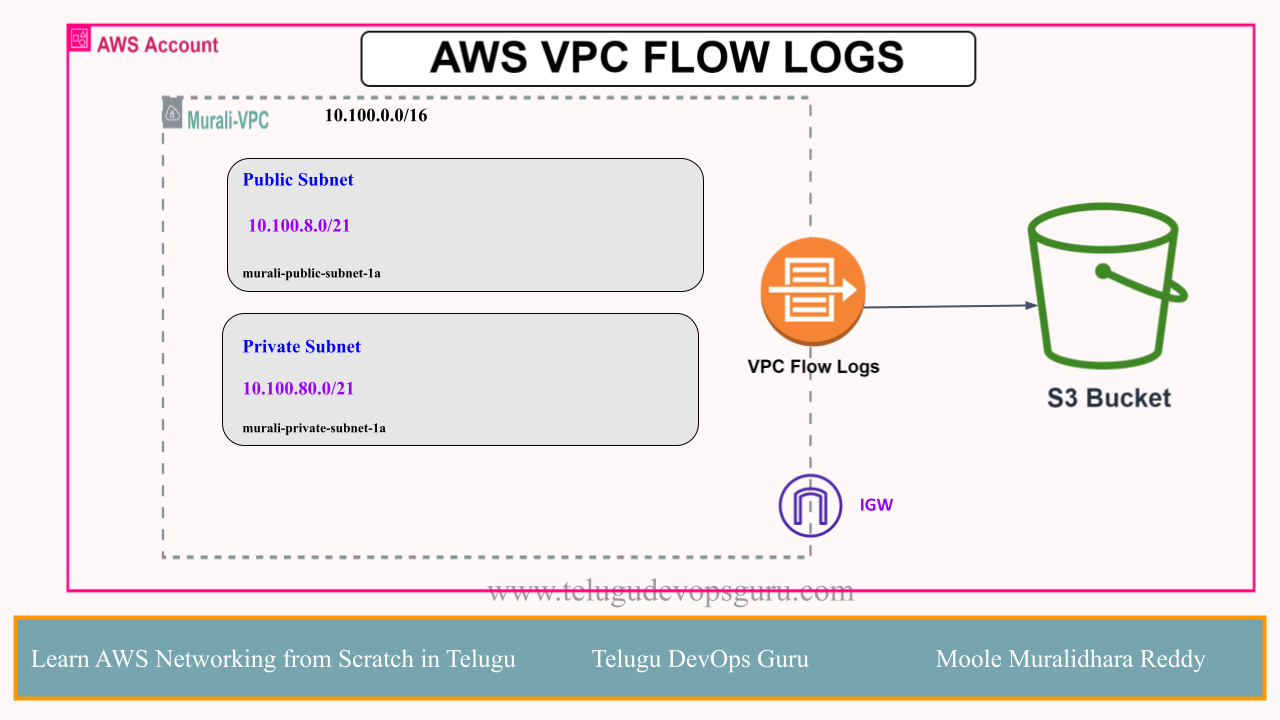 AWS Account
AWS VPC FLOW LOGS
Murali-VPC
10.100.0.0/16
Public Subnet
10.100.8.0/21
murali-public-subnet-1a
Private Subnet
10.100.80.0/21
murali-private-subnet-1a
VPC Flow Logs
S3 Bucket
IGW
www.telugudevopsguru.com
Learn AWS Networking from Scratch in Telugu
Telugu DevOps Guru
Moole Muralidhara Reddy